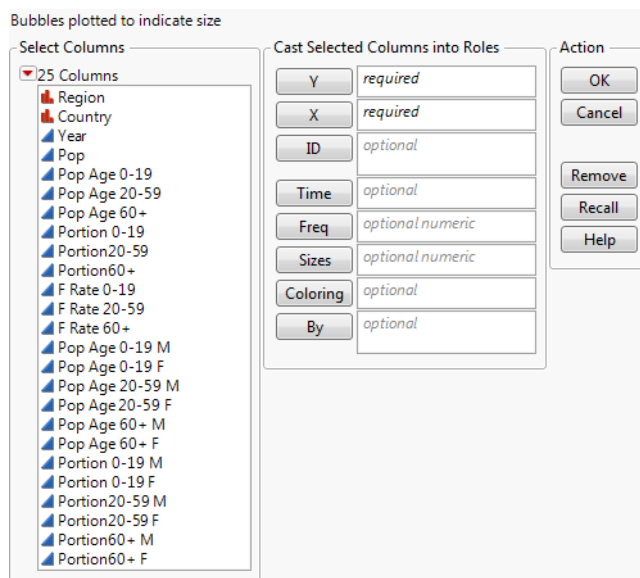 Bubbles plotted to indicate size
Select Columns
25 Columns
Region
Country
Year
Pop
Pop Age 0-19
Pop Age 20-59
Pop Age 60+
Portion 0-19
Portion20-59
Portion60+
F Rate 0-19
F Rate 20-59
F Rate 60+
Pop Age 0-19 M
Pop Age 0-19 F
Pop Age 20-59 M
Pop Age 20-59 F
Pop Age 60+ M
Pop Age 60+ F
Portion 0-19 M
Portion 0-19 F
Portion20-59 M
Portion20-59 F
Portion60+ M
Portion60+ F
Cast Selected Columns into Roles
Y required
X required
ID optional
Time optional
Freq optional numeric
Sizes optional numeric
Coloring optional
By optional
Action
OK
Cancel
Remove
Recall
Help